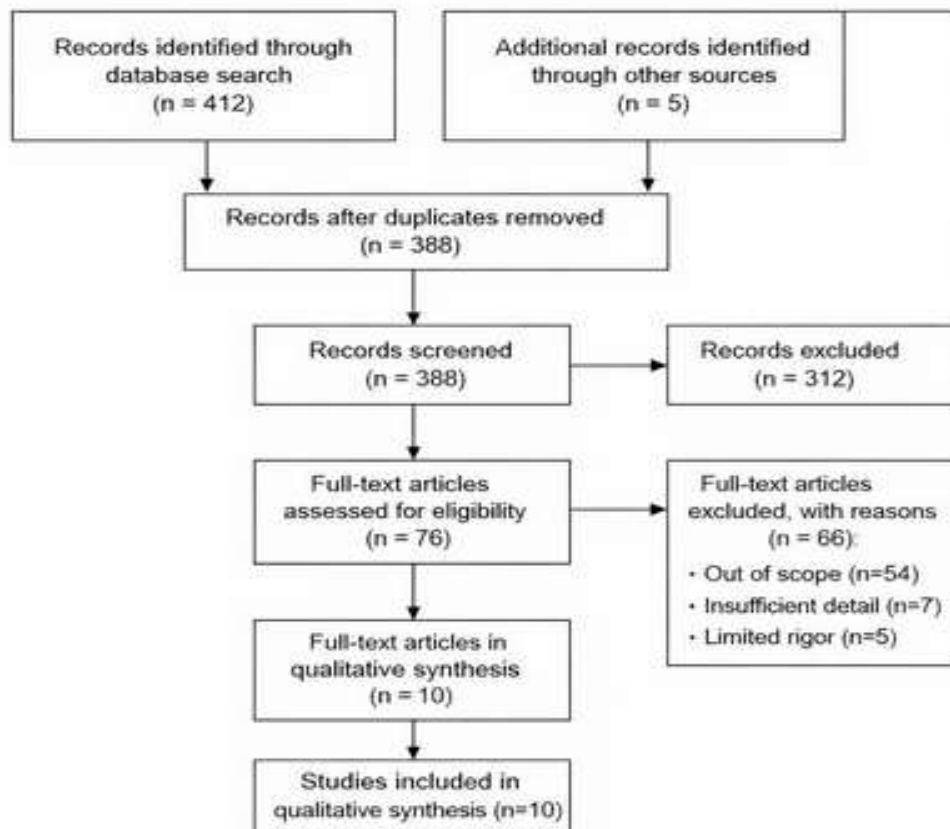 Records identified through
database search
(n = 412)
Additional records identified
through other sources
(n = 5)
Records after duplicates removed
(n = 388)
Records screened
(n = 388)
Records excluded
(n = 312)
Full-text articles
assessed for eligibility
(n = 76)
Full-text articles
excluded, with reasons
(n = 66):
· Out of scope (n=54)
· Insufficient detail (n=7)
· Limited rigor (n=5)
Full-text articles in
qualitative synthesis
(n = 10)
Studies included in
qualitative synthesis (n=10)